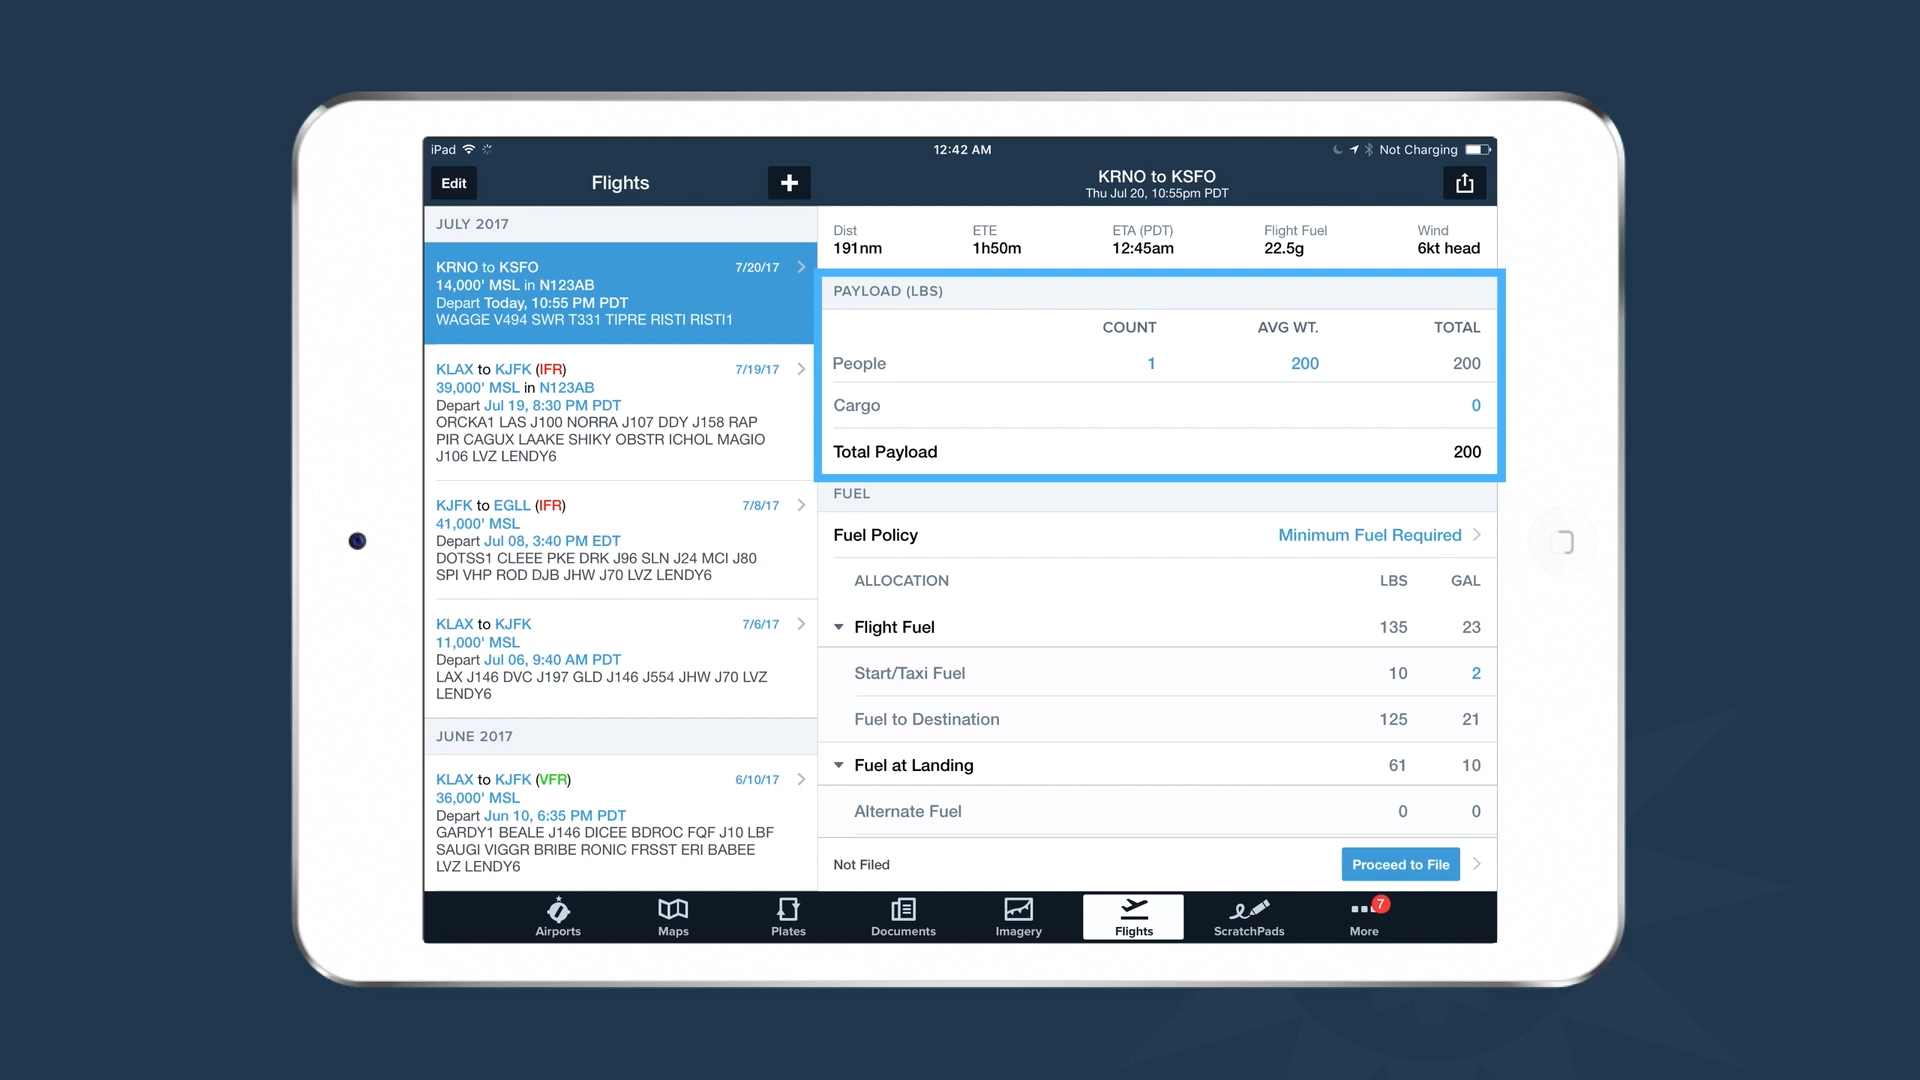 iPad
12:42 AM
Not Charging
Edit
Flights
KRNO to KSFO
Thu Jul 20, 10:55pm PDT
JULY 2017
KRNO to KSFO 7/20/17
14,000' MSL in N123AB
Depart Today, 10:55 PM PDT
WAGGE V494 SWR T331 TIPRE RISTI RISTI1
KLAX to KJFK (IFR) 7/19/17
39,000' MSL in N123AB
Depart Jul 19, 8:30 PM PDT
ORCKA1 LAS J100 NORRA J107 DDY J158 RAP
PIR CAGUX LAAKE SHIKY OBSTR ICHOL MAGIO
J106 LVZ LENDY6
KJFK to EGLL (IFR) 7/8/17
41,000' MSL
Depart Jul 08, 3:40 PM EDT
DOTSS1 CLEEE PKE DRK J96 SLN J24 MCI J80
SPI VHP ROD DJB JHW J70 LVZ LENDY6
KLAX to KJFK 7/6/17
11,000' MSL
Depart Jul 06, 9:40 AM PDT
LAX J146 DVC J197 GLD J146 J554 JHW J70 LVZ
LENDY6
JUNE 2017
KLAX to KJFK (VFR) 6/10/17
36,000' MSL
Depart Jun 10, 6:35 PM PDT
GARDY1 BEALE J146 DICEE BDROC FQF J10 LBF
SAUGI VIGGR BRIBE RONIC FRSST ERI BABEE
LVZ LENDY6
Dist ETE ETA (PDT) Flight Fuel Wind
191nm 1h50m 12:45am 22.5g 6kt head
PAYLOAD (LBS)
COUNT AVG WT. TOTAL
People 1 200 200
Cargo 0
Total Payload 200
FUEL
Fuel Policy Minimum Fuel Required
ALLOCATION LBS GAL
Flight Fuel 135 23
Start/Taxi Fuel 10 2
Fuel to Destination 125 21
Fuel at Landing 61 10
Alternate Fuel 0 0
Not Filed Proceed to File
7
Airports Maps Plates Documents Imagery Flights ScratchPads More